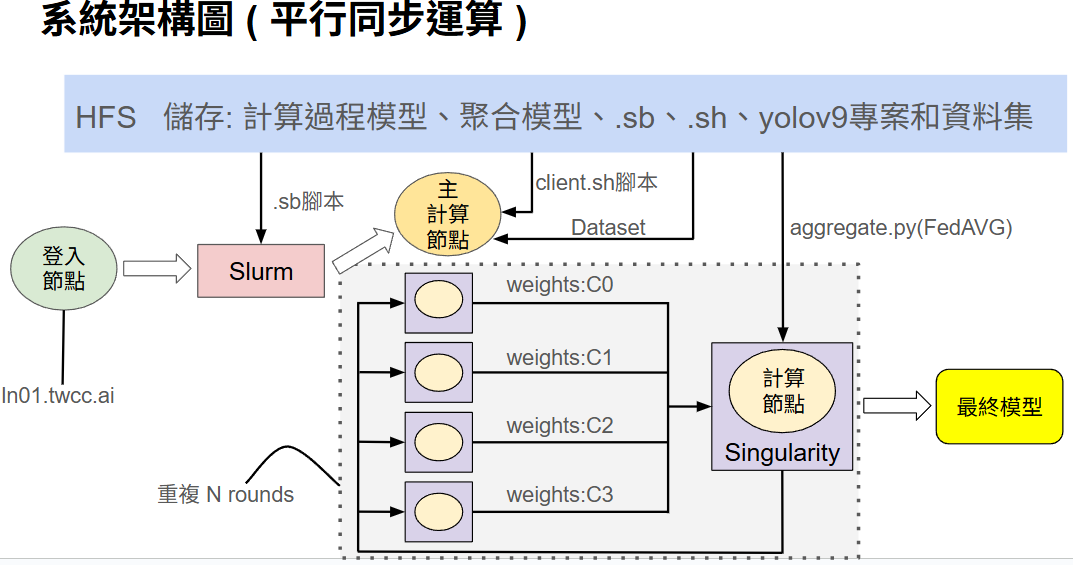 系統架構圖 ( 平行同步運算 )
HFS 儲存: 計算過程模型、聚合模型、.sb、.sh、yolov9專案和資料集
.sb腳本
主
計算
節點
client.sh腳本
Dataset
aggregate.py(FedAVG)
登入
節點
Slurm
ln01.twcc.ai
weights:C0
weights:C1
weights:C2
weights:C3
計算
節點
Singularity
最終模型
重複 N rounds